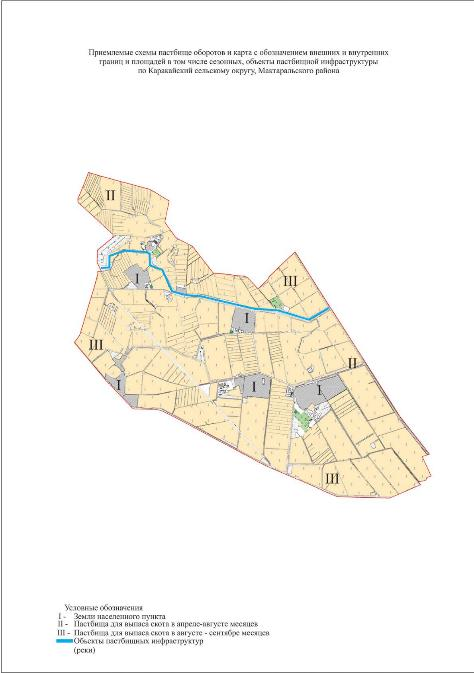 Приемлемые схемы пастбище оборотов и карта с обозначением внешних и внутренних
границ и площадей в том числе сезонных, объекты пастбищной инфраструктуры
по Каракайский сельскому округу, Мактаральского района
II
III
I
I
III
II
I
I
I
III
Условные обозначения
I - Земли населенного пункта
II - Пастбища для выпаса скота в апреле-августе месяцев
III - Пастбища для выпаса скота в августе - сентябре месяцев
Обьекты пастбищных инфраструктур
(реки)